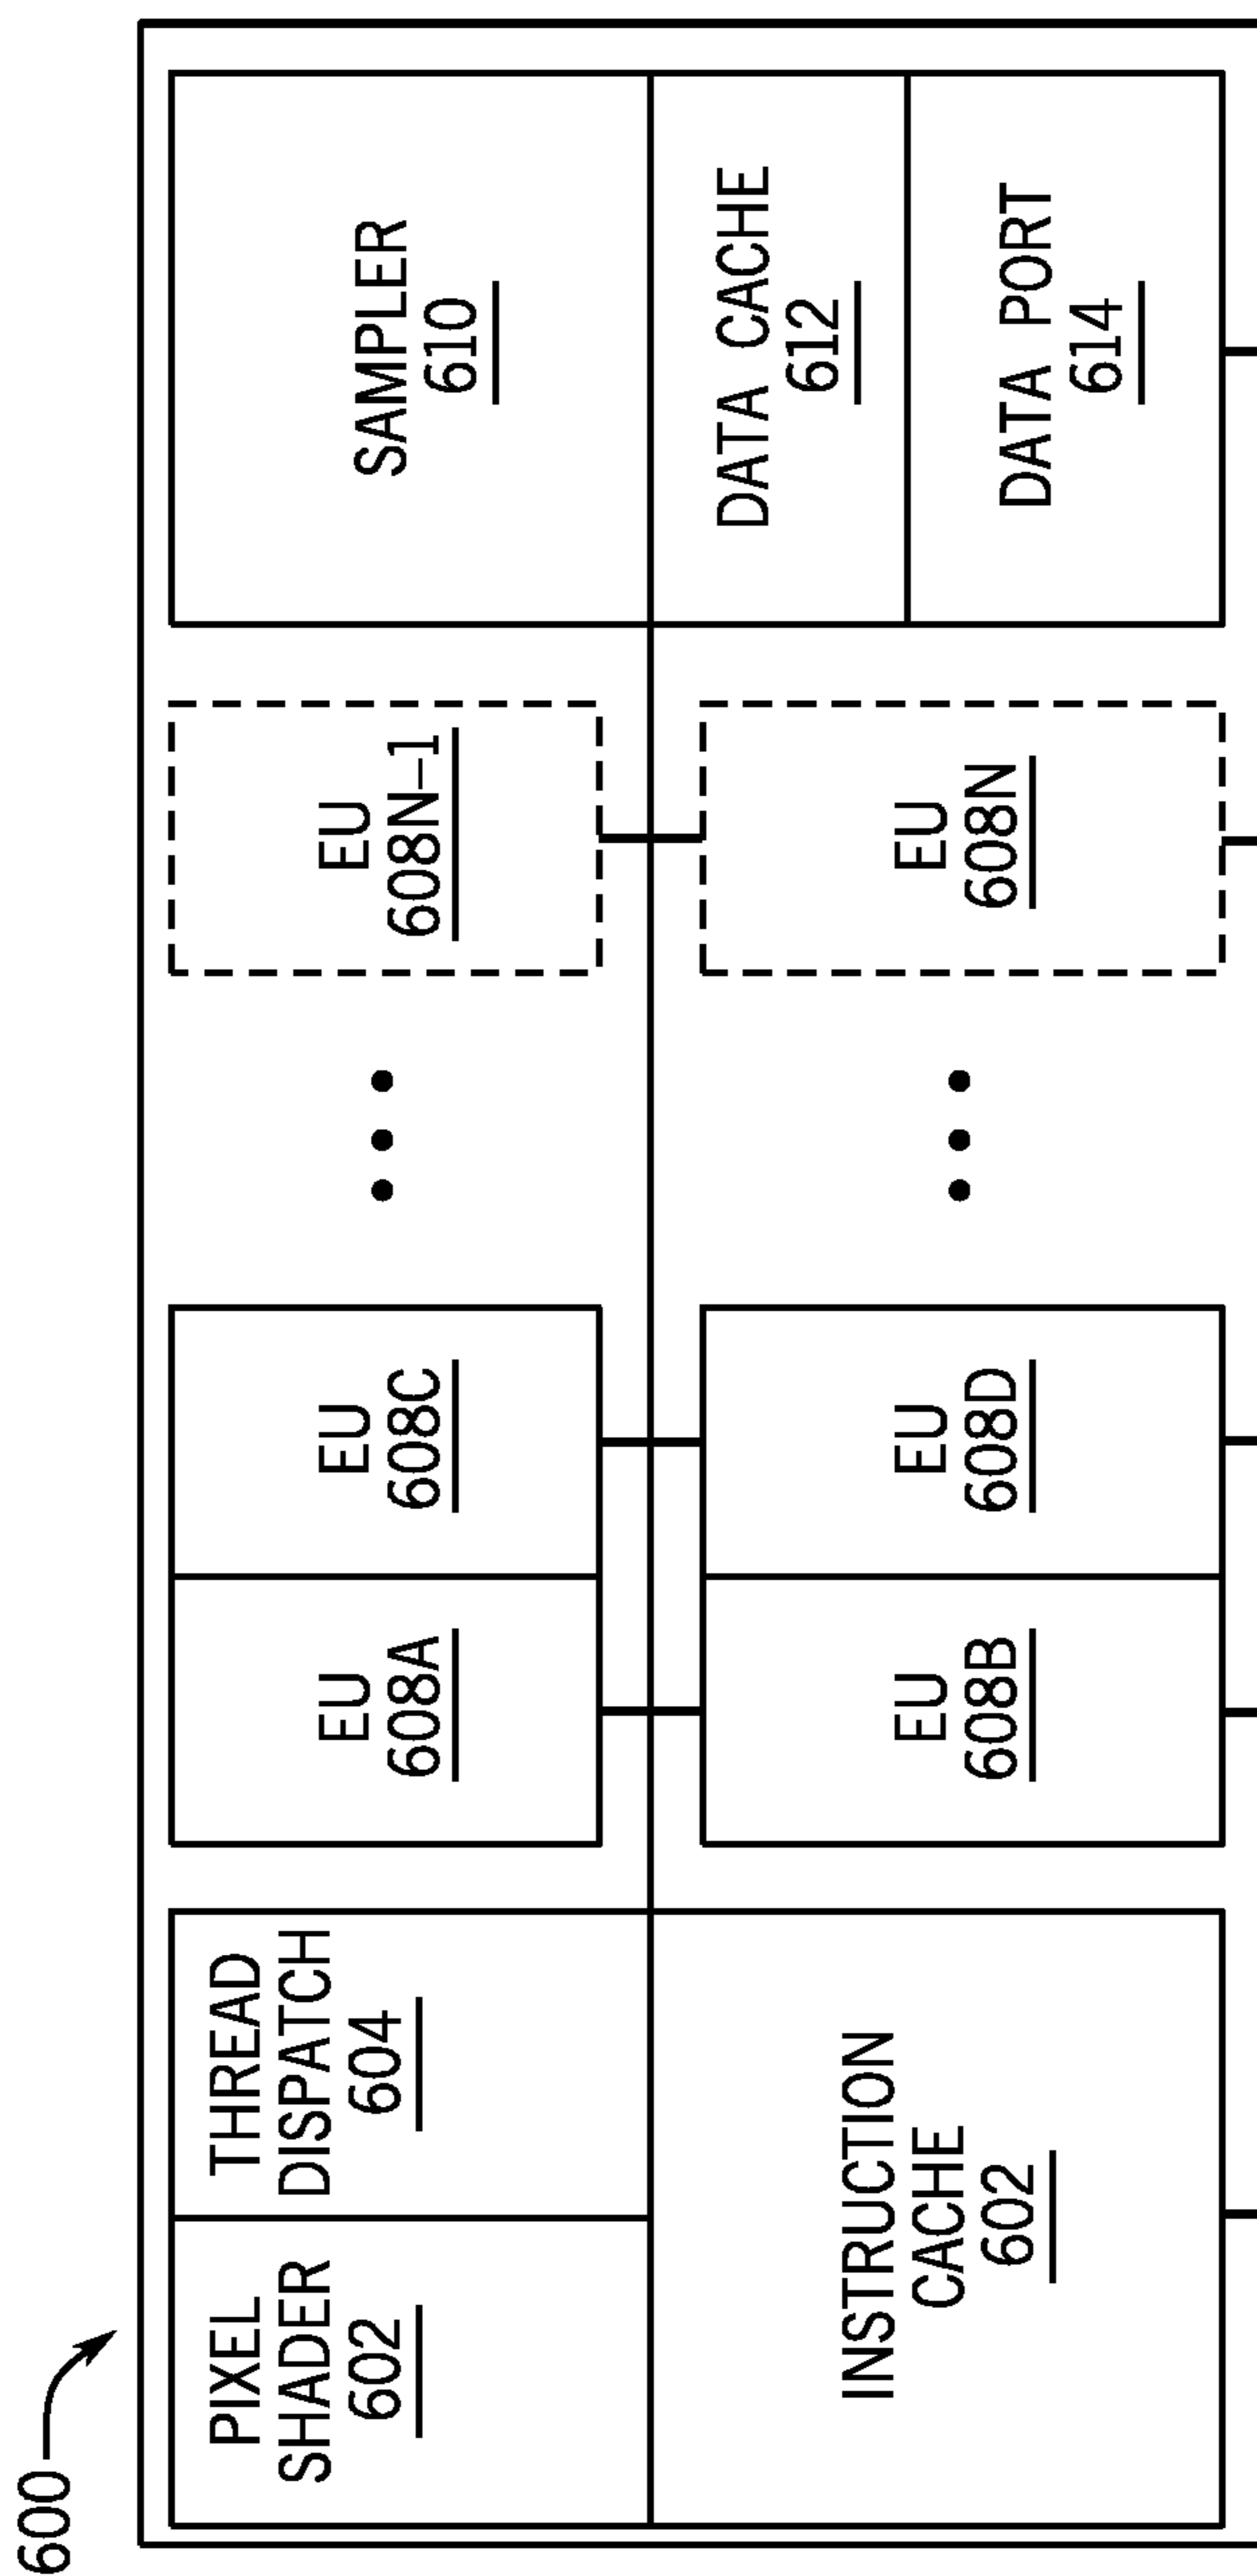 600
PIXEL
SHADER
602
THREAD
DISPATCH
604
EU
608A
EU
608C
EU
608N–1
SAMPLER
610
INSTRUCTION
CACHE
602
EU
608B
EU
608D
EU
608N
DATA CACHE
612
DATA PORT
614